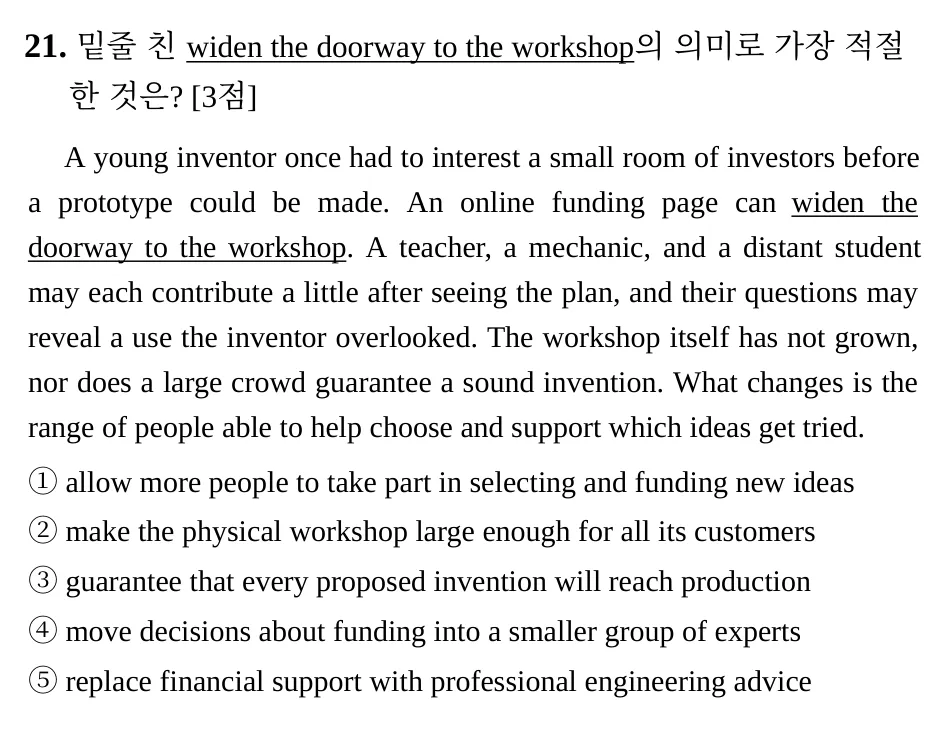 21. 밑줄 친 widen the doorway to the workshop의 의미로 가장 적절
한 것은? [3점]
A young inventor once had to interest a small room of investors before
a prototype could be made. An online funding page can widen the
doorway to the workshop. A teacher, a mechanic, and a distant student
may each contribute a little after seeing the plan, and their questions may
reveal a use the inventor overlooked. The workshop itself has not grown,
nor does a large crowd guarantee a sound invention. What changes is the
range of people able to help choose and support which ideas get tried.
① allow more people to take part in selecting and funding new ideas
② make the physical workshop large enough for all its customers
③ guarantee that every proposed invention will reach production
④ move decisions about funding into a smaller group of experts
⑤ replace financial support with professional engineering advice